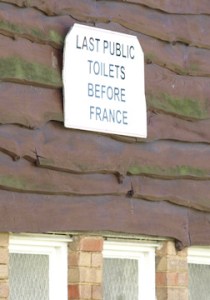 LAST PUBLIC
TOILETS
BEFORE
FRANCE